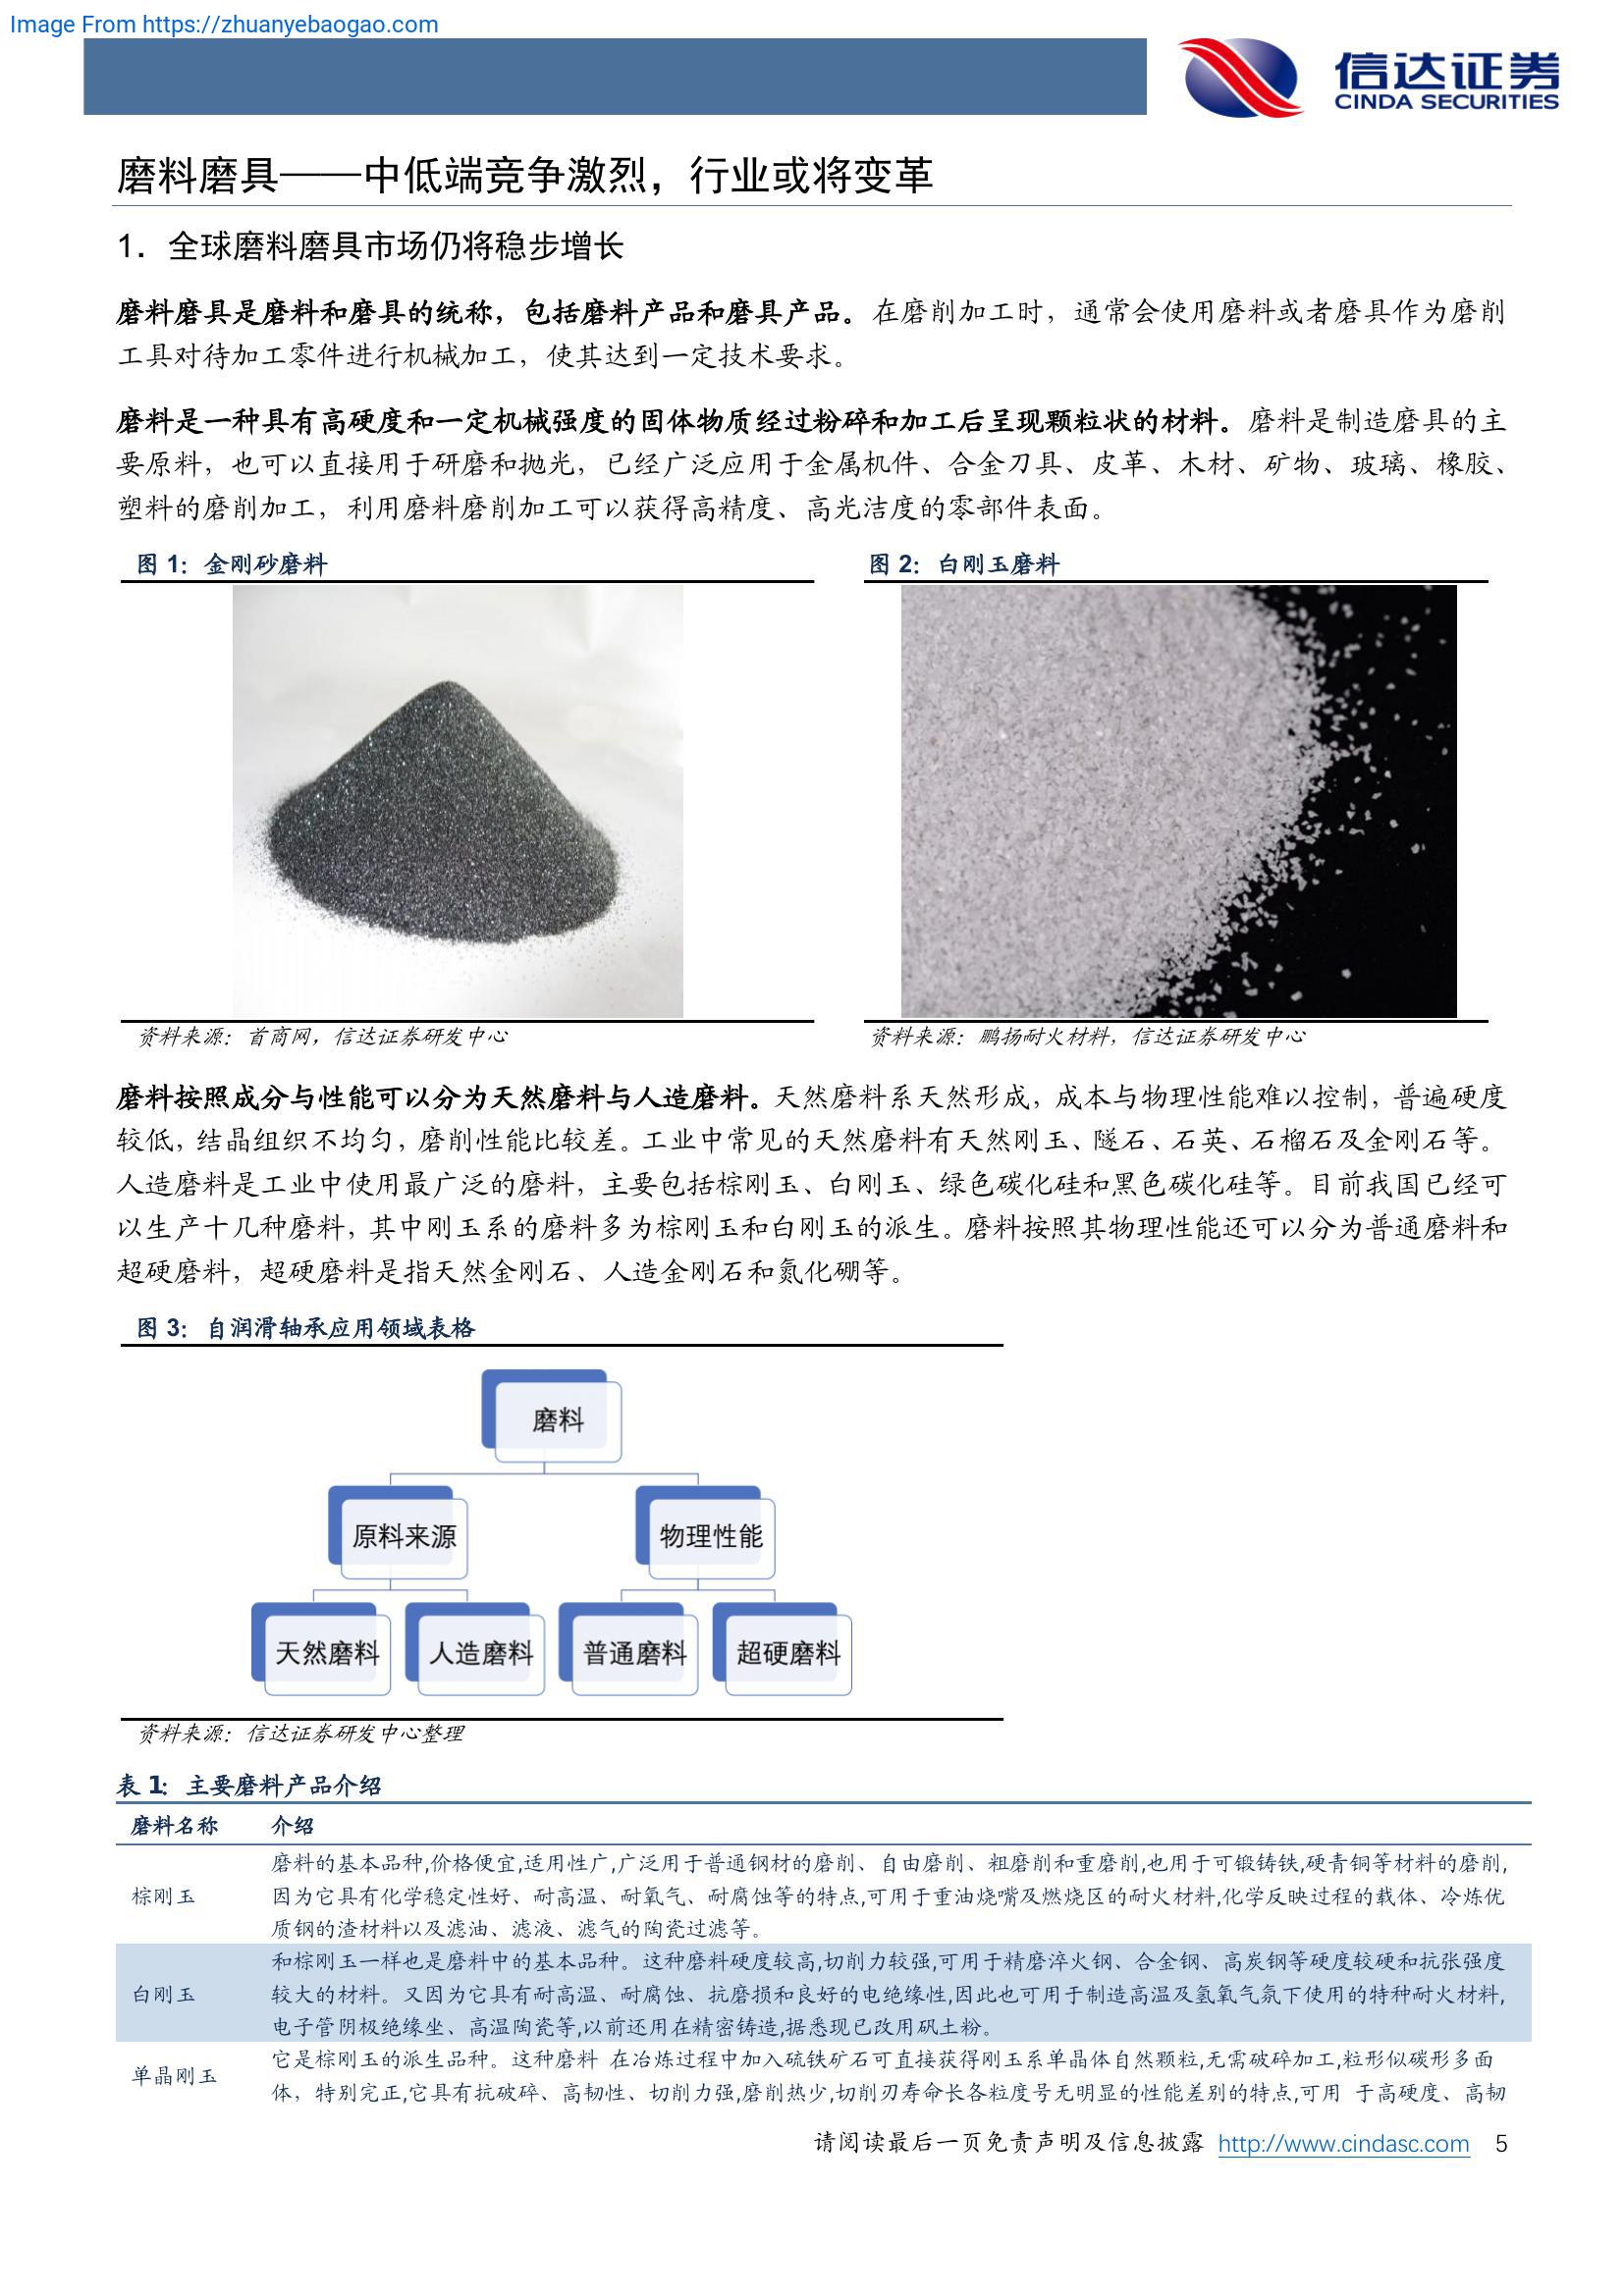 Image From https://zhuanyebaogao.com
信达证券
CINDA SECURITIES
磨料磨具——中低端竞争激烈，行业或将变革
1. 全球磨料磨具市场仍将稳步增长
磨料磨具是磨料和磨具的统称，包括磨料产品和磨具产品。在磨削加工时，通常会使用磨料或者磨具作为磨削
工具对待加工零件进行机械加工，使其达到一定技术要求。
磨料是一种具有高硬度和一定机械强度的固体物质经过粉碎和加工后呈现颗粒状的材料。磨料是制造磨具的主
要原料，也可以直接用于研磨和抛光，已经广泛应用于金属机件、合金刀具、皮革、木材、矿物、玻璃、橡胶、
塑料的磨削加工，利用磨料磨削加工可以获得高精度、高光洁度的零部件表面。
图 1：金刚砂磨料
图 2：白刚玉磨料
资料来源：首商网，信达证券研发中心
资料来源：鹏扬耐火材料，信达证券研发中心
磨料按照成分与性能可以分为天然磨料与人造磨料。天然磨料系天然形成，成本与物理性能难以控制，普遍硬度
较低，结晶组织不均匀，磨削性能比较差。工业中常见的天然磨料有天然刚玉、隧石、石英、石榴石及金刚石等。
人造磨料是工业中使用最广泛的磨料，主要包括棕刚玉、白刚玉、绿色碳化硅和黑色碳化硅等。目前我国已经可
以生产十几种磨料，其中刚玉系的磨料多为棕刚玉和白刚玉的派生。磨料按照其物理性能还可以分为普通磨料和
超硬磨料，超硬磨料是指天然金刚石、人造金刚石和氮化硼等。
图 3：自润滑轴承应用领域表格
磨料
原料来源
物理性能
天然磨料
人造磨料
普通磨料
超硬磨料
资料来源：信达证券研发中心整理
表 1：主要磨料产品介绍
磨料名称 介绍
棕刚玉
磨料的基本品种,价格便宜,适用性广,广泛用于普通钢材的磨削、自由磨削、粗磨削和重磨削,也用于可锻铸铁,硬青铜等材料的磨削,
因为它具有化学稳定性好、耐高温、耐氧气、耐腐蚀等的特点,可用于重油烧嘴及燃烧区的耐火材料,化学反映过程的载体、冷炼优
质钢的渣材料以及滤油、滤液、滤气的陶瓷过滤等。
白刚玉
和棕刚玉一样也是磨料中的基本品种。这种磨料硬度较高,切削力较强,可用于精磨淬火钢、合金钢、高炭钢等硬度较硬和抗张强度
较大的材料。又因为它具有耐高温、耐腐蚀、抗磨损和良好的电绝缘性,因此也可用于制造高温及氢氧气氛下使用的特种耐火材料,
电子管阴极绝缘坐、高温陶瓷等,以前还用在精密铸造,据悉现已改用矾土粉。
单晶刚玉
它是棕刚玉的派生品种。这种磨料 在冶炼过程中加入硫铁矿石可直接获得刚玉系单晶体自然颗粒,无需破碎加工,粒形似碳形多面
体，特别完正,它具有抗破碎、高韧性、切削力强,磨削热少,切削刃寿命长各粒度号无明显的性能差别的特点,可用 于高硬度、高韧
请阅读最后一页免责声明及信息披露 http://www.cindasc.com 5